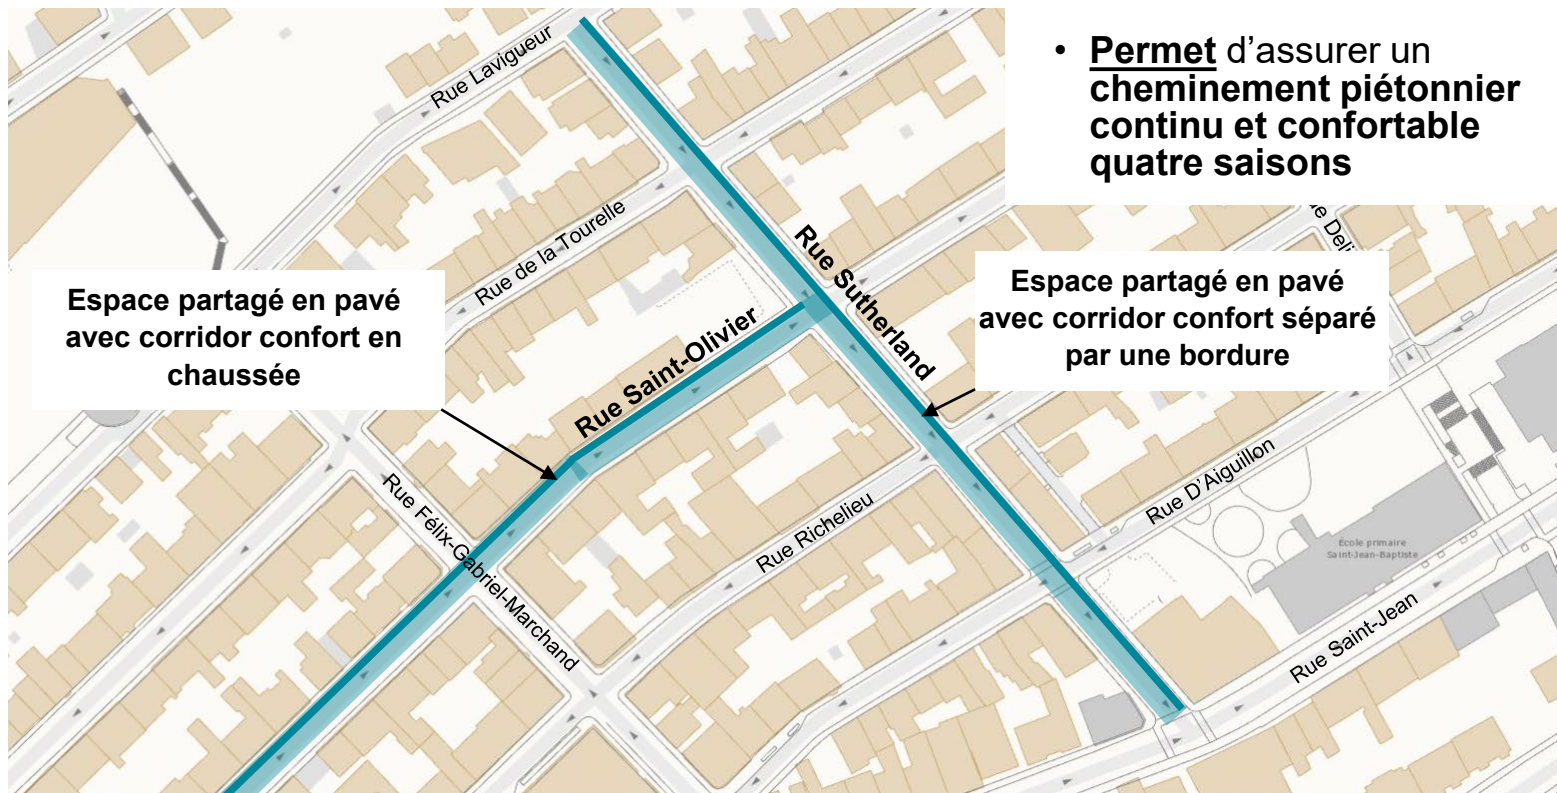 • Permet d’assurer un
cheminement piétonnier
continu et confortable
quatre saisons
Rue Lavigueur
Rue de la Tourelle
Rue Sutherland
Espace partagé en pavé
avec corridor confort en
chaussée
Espace partagé en pavé
avec corridor confort séparé
par une bordure
Rue Saint-Olivier
Rue Félix-Gabriel-Marchand
Rue Richelieu
Rue D’Aiguillon
École primaire
Saint-Jean-Baptiste
Rue Saint-Jean